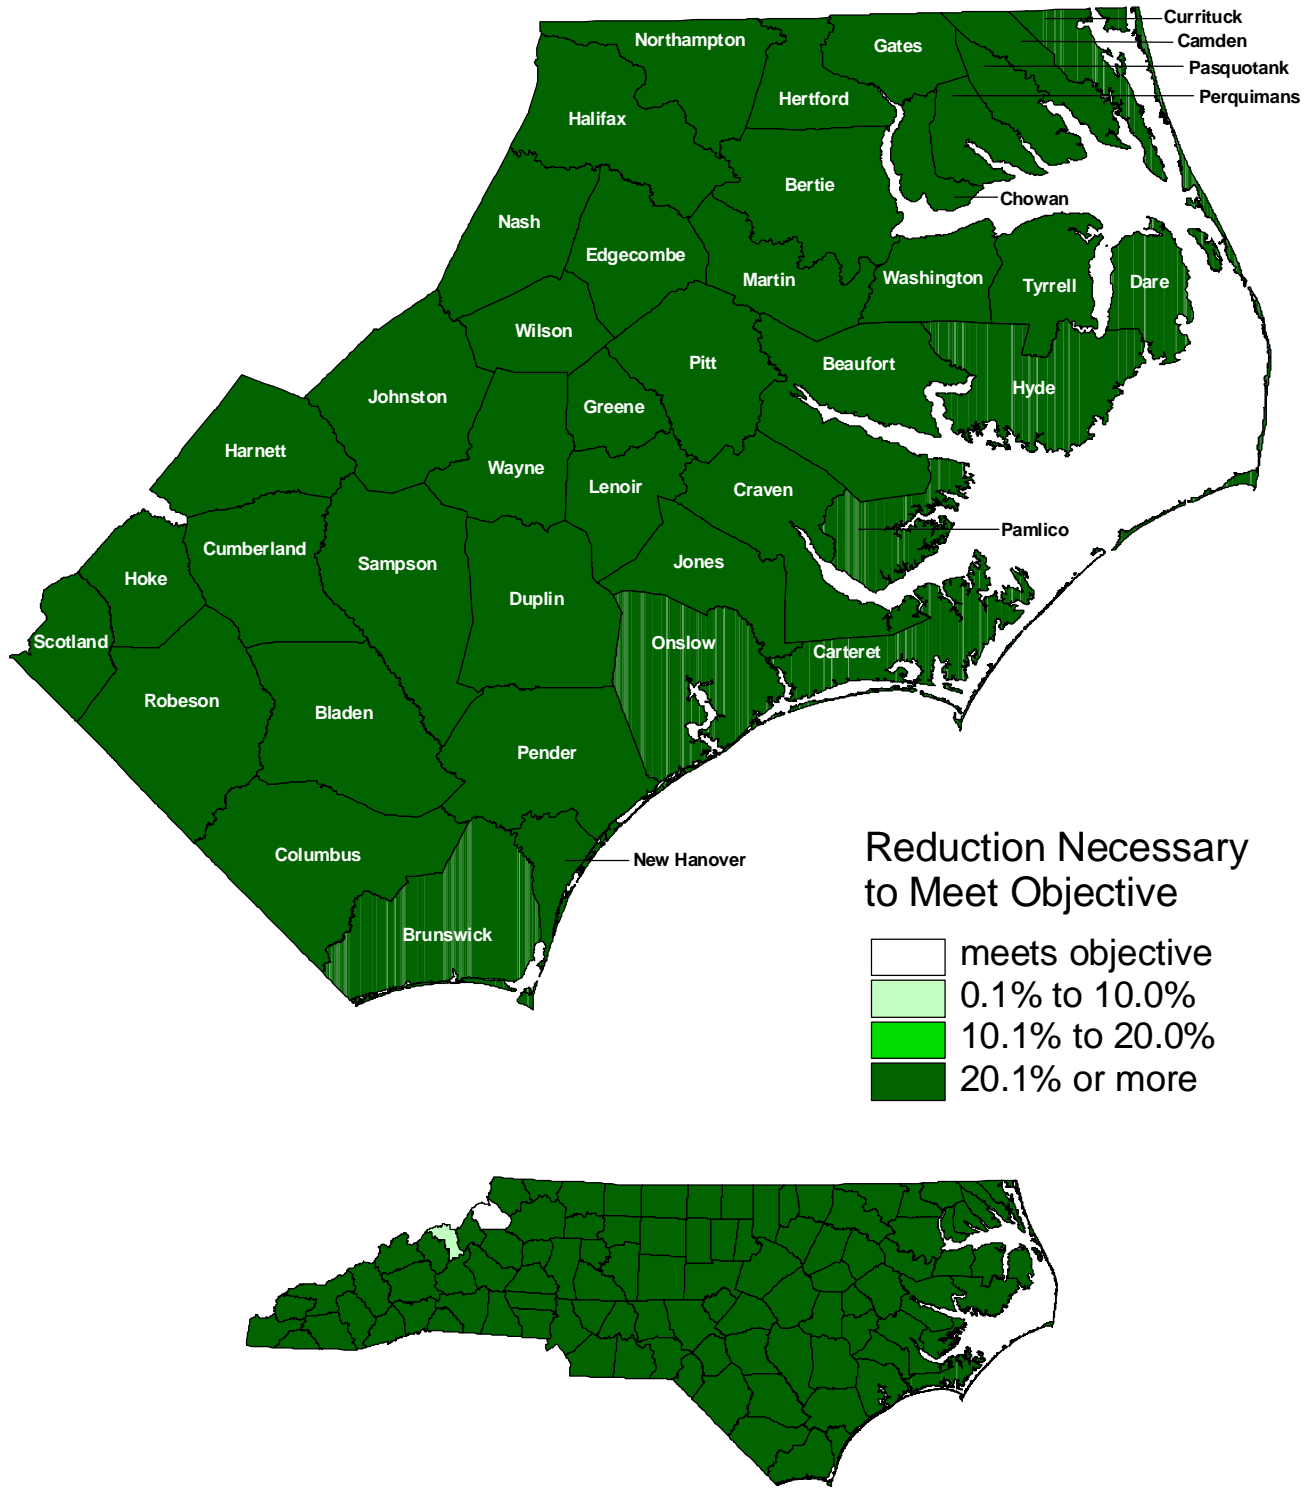 Currituck
Northampton
Camden
Gates
Pasquotank
Perquimans
Hertford
Halifax
Bertie
Chowan
Nash
Edgecombe
Martin
Washington
Tyrrell
Dare
Wilson
Pitt
Beaufort
Hyde
Johnston
Greene
Harnett
Wayne
Lenoir
Craven
Pamlico
Cumberland
Sampson
Jones
Hoke
Duplin
Scotland
Onslow
Carteret
Robeson
Bladen
Pender
Columbus
New Hanover
Brunswick
Reduction Necessary
to Meet Objective
meets objective
0.1% to 10.0%
10.1% to 20.0%
20.1% or more